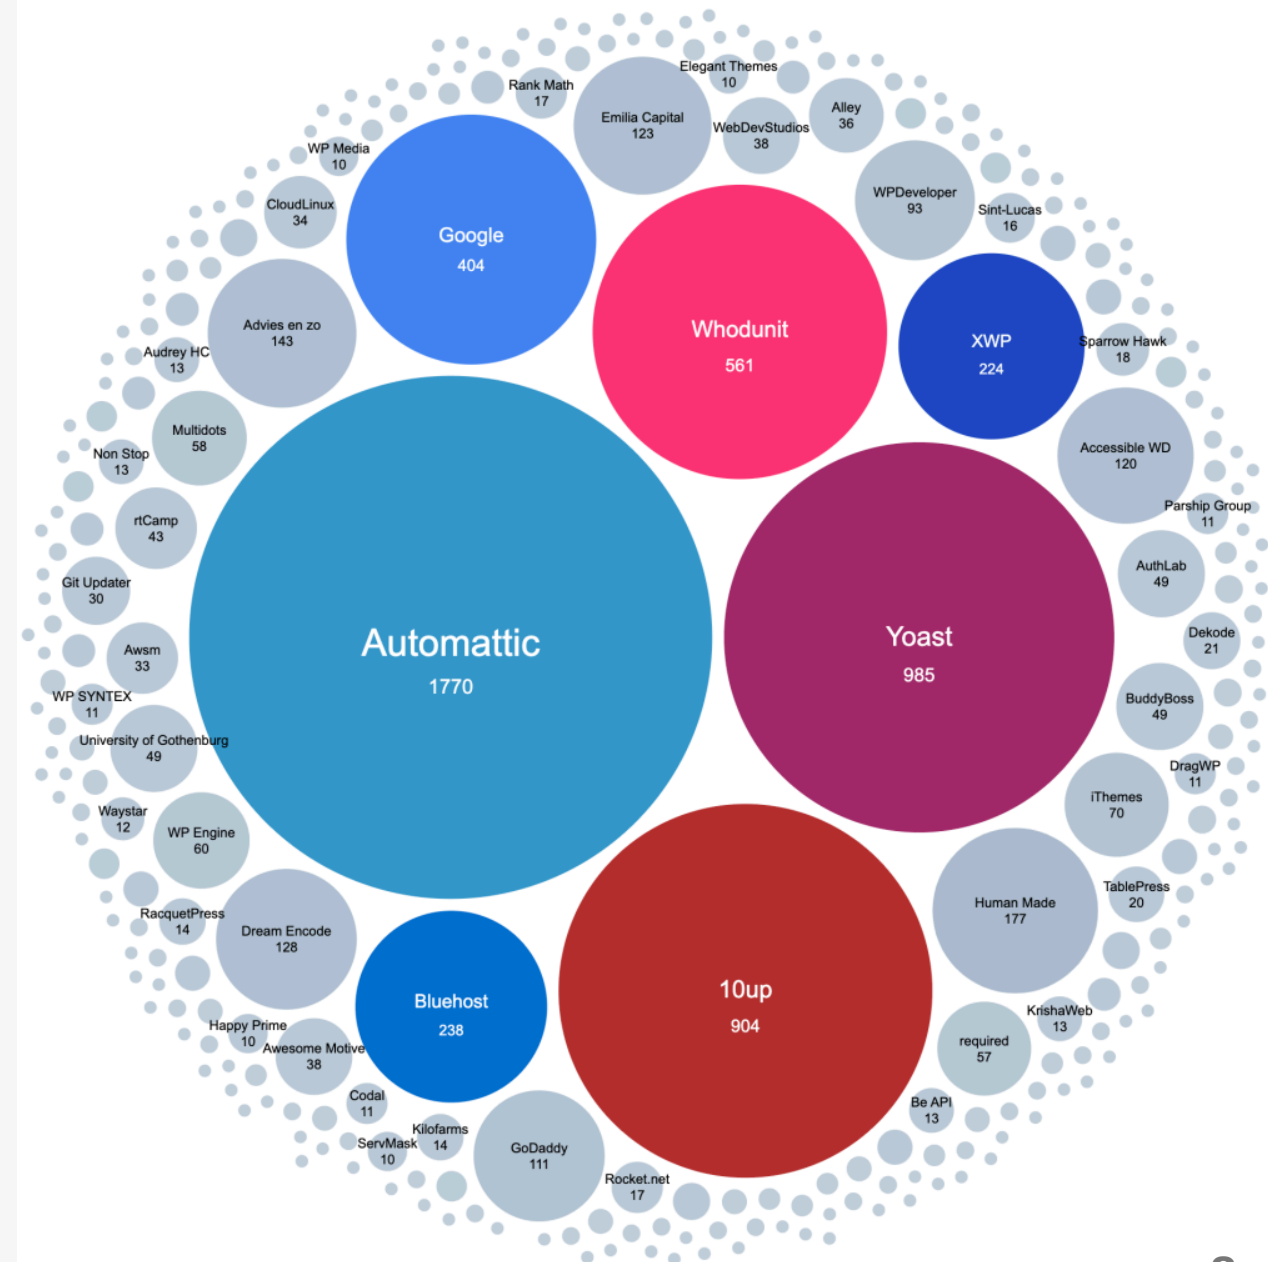 Elegant Themes
10
Rank Math
17
Emilia Capital
123
WebDevStudios
38
Alley
36
WP Media
10
CloudLinux
34
WPDeveloper
93
Sint-Lucas
16
Google
404
Whodunit
561
XWP
224
Sparrow Hawk
18
Advies en zo
143
Audrey HC
13
Multidots
58
Non Stop
13
Accessible WD
120
Parship Group
11
rtCamp
43
AuthLab
49
Git Updater
30
Automattic
1770
Yoast
985
Dekode
21
Awsm
33
WP SYNTEX
11
BuddyBoss
49
University of Gothenburg
49
DragWP
11
iThemes
70
Waystar
12
WP Engine
60
TablePress
20
Human Made
177
RacquetPress
14
Dream Encode
128
Bluehost
238
10up
904
KrishaWeb
13
required
57
Happy Prime
10
Awesome Motive
38
Codal
11
Be API
13
Kilofarms
14
ServMask
10
GoDaddy
111
Rocket.net
17